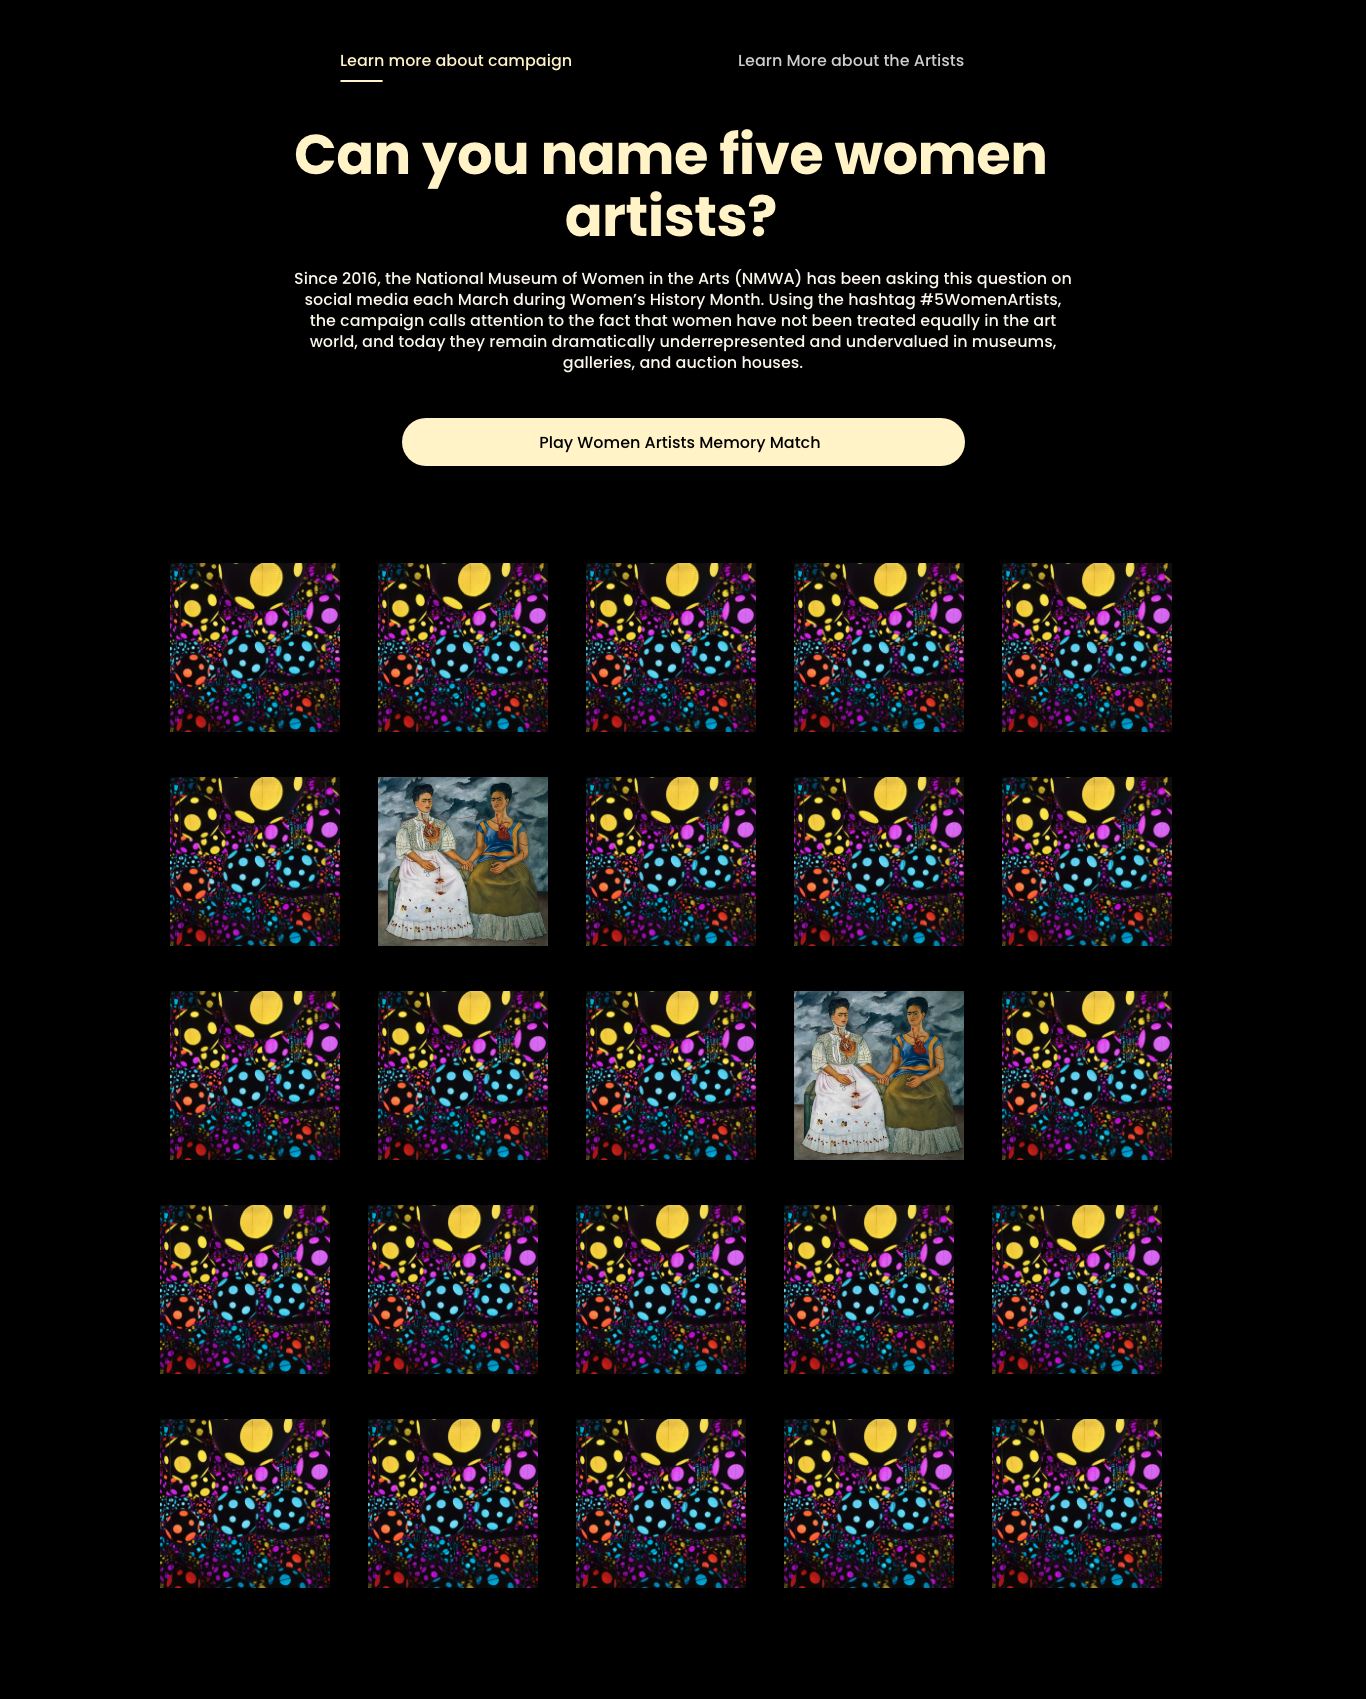 Learn more about campaign
Learn More about the Artists
Can you name five women
artists?
Since 2016, the National Museum of Women in the Arts (NMWA) has been asking this question on
social media each March during Women’s History Month. Using the hashtag #5WomenArtists,
the campaign calls attention to the fact that women have not been treated equally in the art
world, and today they remain dramatically underrepresented and undervalued in museums,
galleries, and auction houses.
Play Women Artists Memory Match